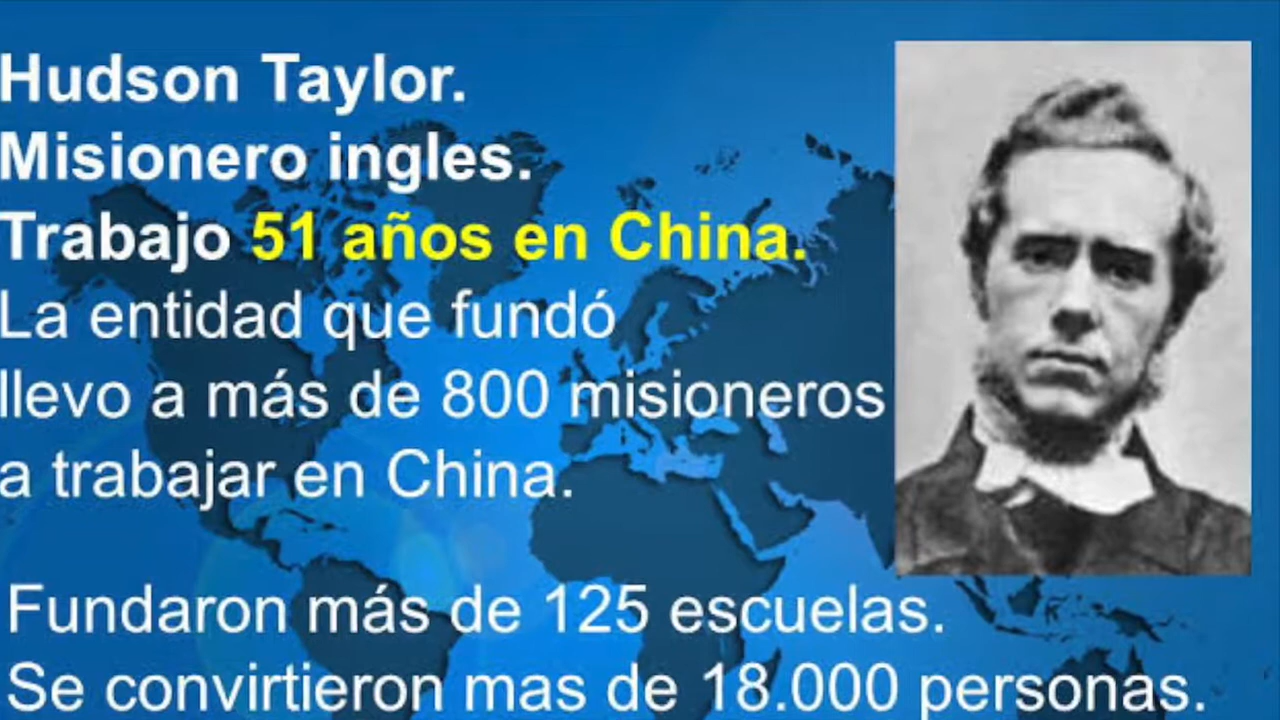 Hudson Taylor.
Misionero ingles.
Trabajo 51 años en China.
La entidad que fundó
llevo a más de 800 misioneros
a trabajar en China.
Fundaron más de 125 escuelas.
Se convirtieron mas de 18.000 personas.